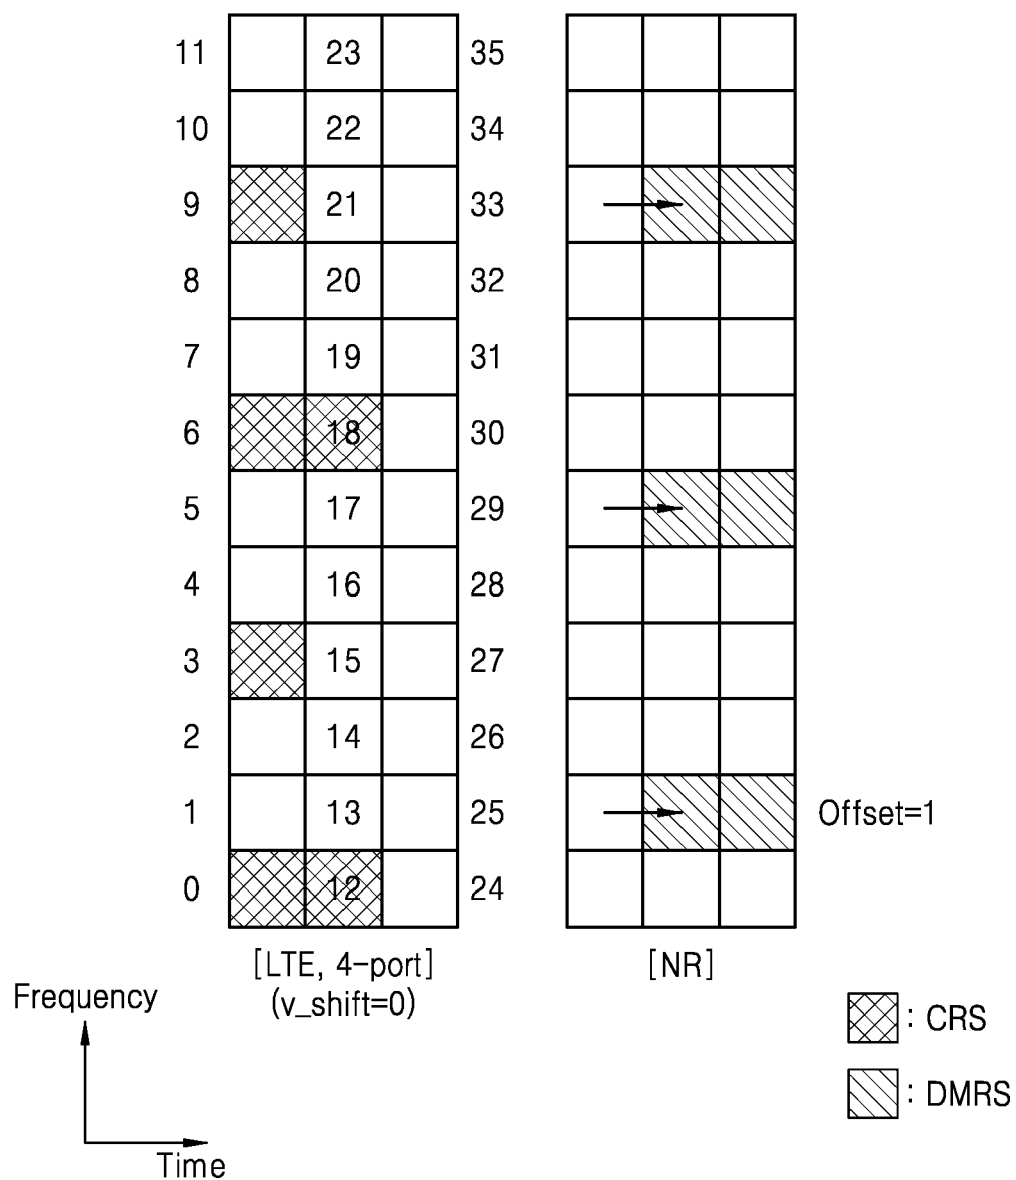 11 23 35
10 22 34
9 21 33
8 20 32
7 19 31
6 18 30
5 17 29
4 16 28
3 15 27
2 14 26
1 13 25 Offset=1
0 12 24
[LTE, 4-port] [NR]
(v_shift=0)
Frequency
Time
: CRS
: DMRS